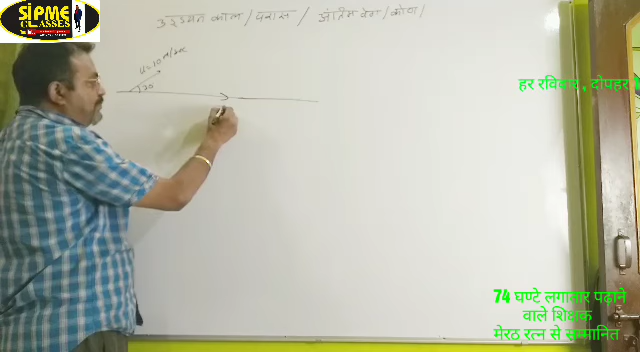 SiPME
CLASSES
उड्डयन काल / परास / अंतिम वेग / कोण /
u = 10 m/sec
30
हर रविवार, दोपहर
74 घण्टे लगातार पढ़ाने
वाले शिक्षक
मेरठ रत्न से सम्मानित